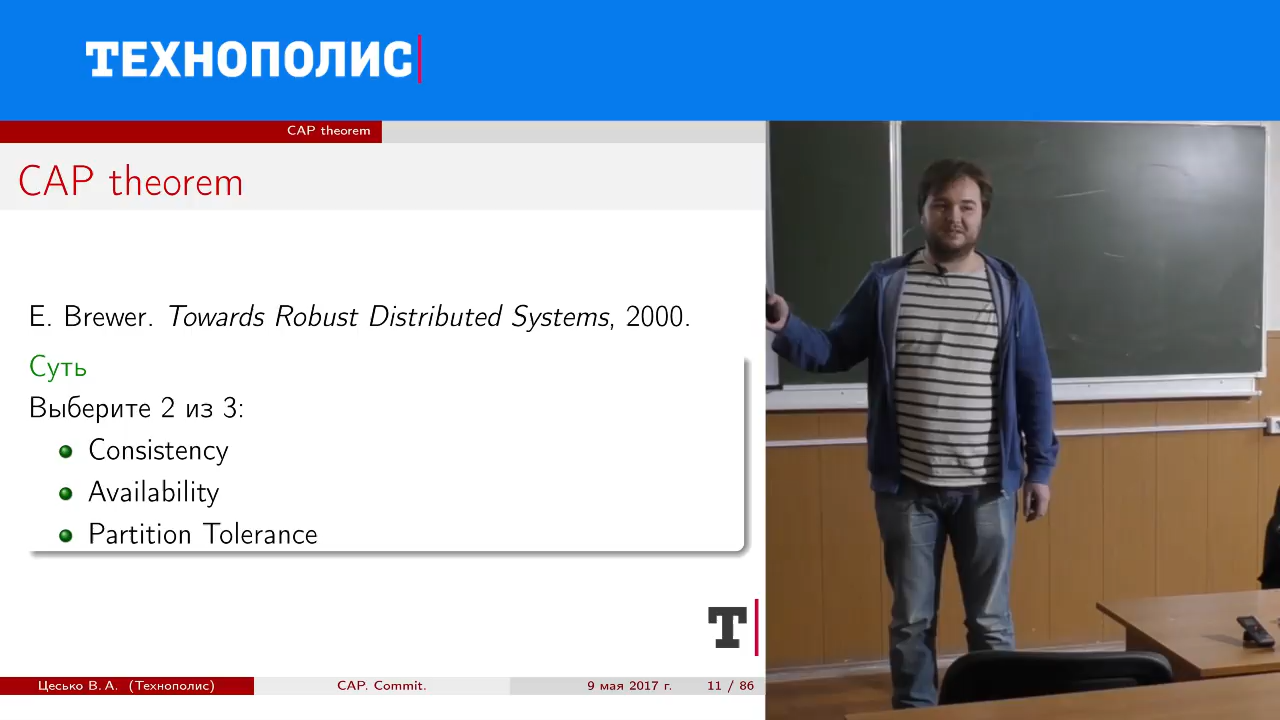 ТЕХНОПОЛИС
CAP theorem
CAP theorem
E. Brewer. Towards Robust Distributed Systems, 2000.
Суть
Выберите 2 из 3:
Consistency
Availability
Partition Tolerance
Т
Цесько В. А. (Технополис) CAP. Commit. 9 мая 2017 г. 11 / 86